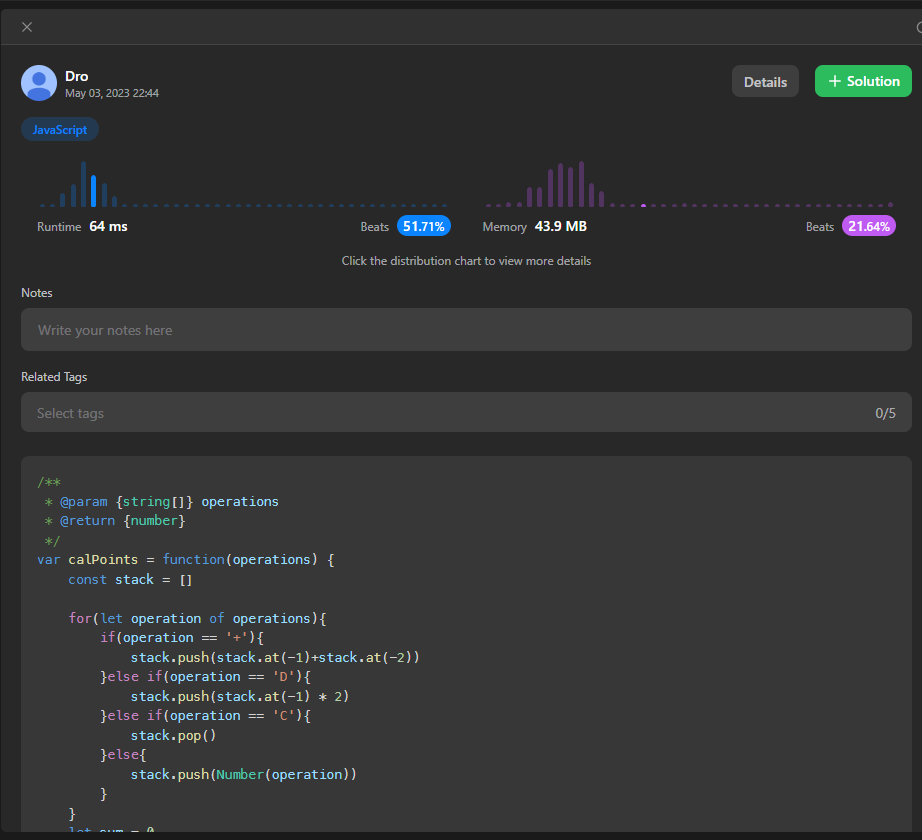 Dro
May 03, 2023 22:44
Details
+ Solution
JavaScript
Runtime 64 ms
Beats 51.71%
Memory 43.9 MB
Beats 21.64%
Click the distribution chart to view more details
Notes
Write your notes here
Related Tags
Select tags
0/5
/**
 * @param {string[]} operations
 * @return {number}
 */
var calPoints = function(operations) {
    const stack = []
    for(let operation of operations){
        if(operation == '+'){
            stack.push(stack.at(-1)+stack.at(-2))
        }else if(operation == 'D'){
            stack.push(stack.at(-1) * 2)
        }else if(operation == 'C'){
            stack.pop()
        }else{
            stack.push(Number(operation))
        }
    }
    let sum = 0